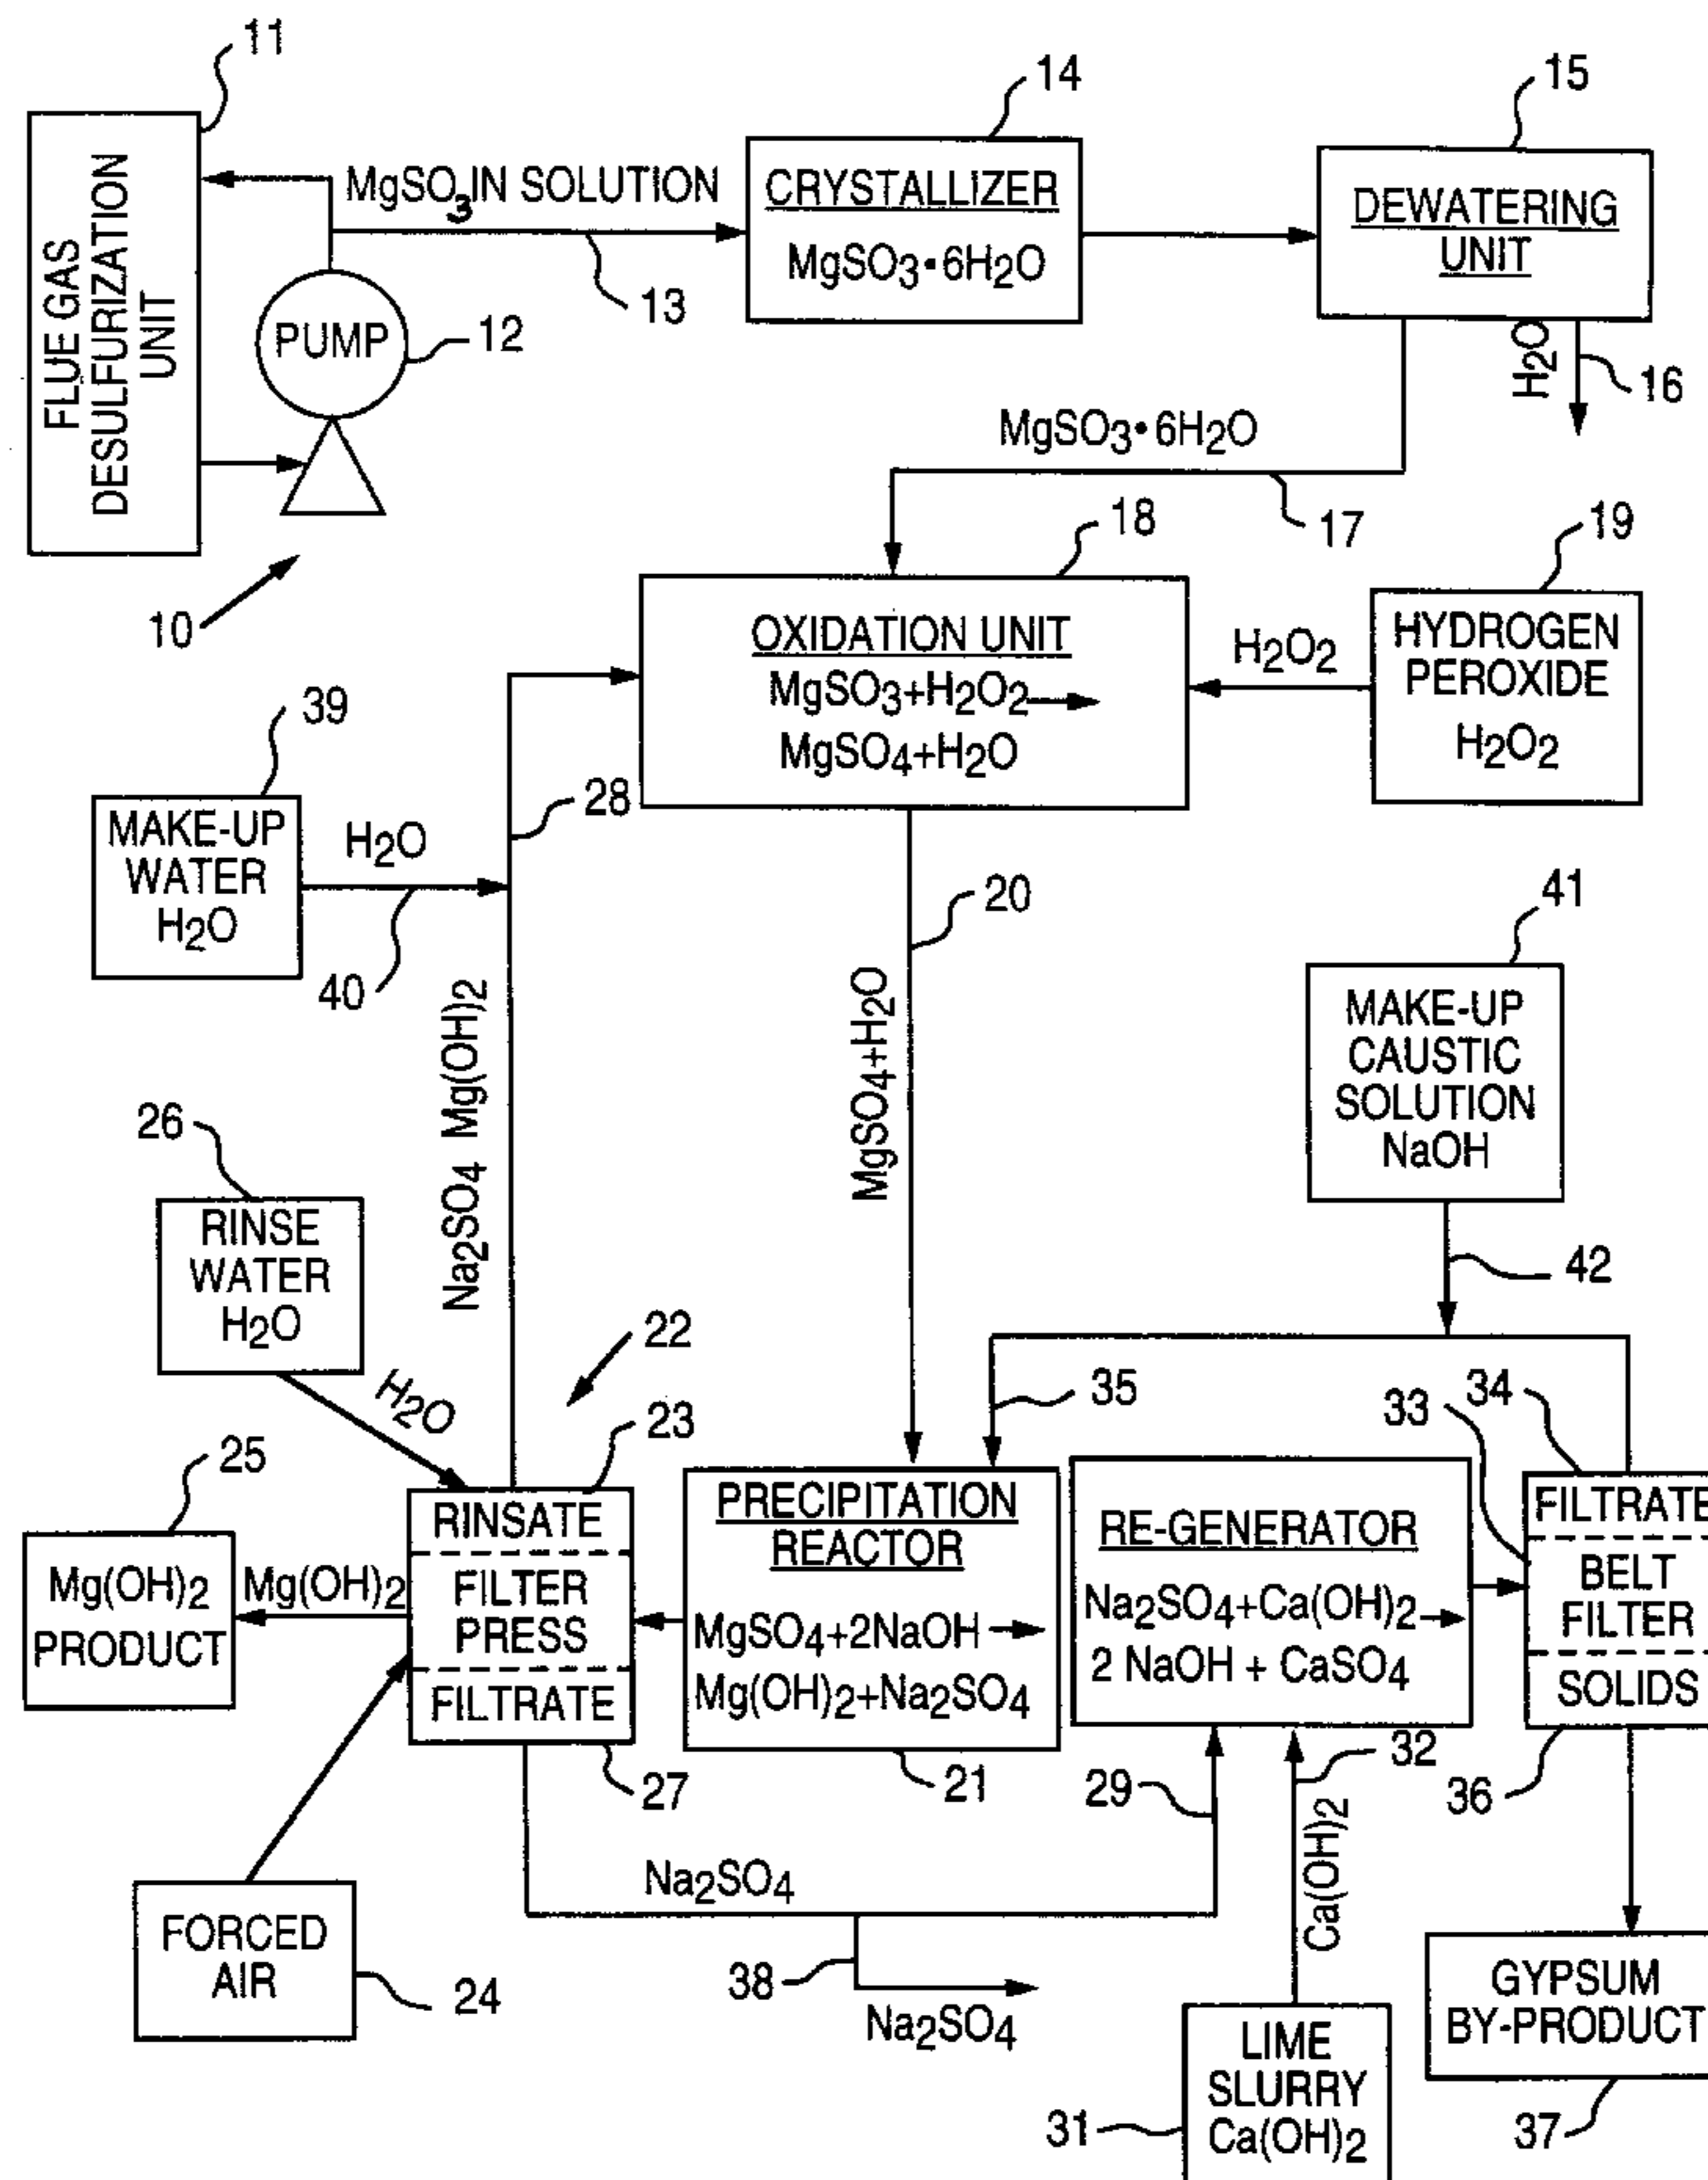 11
FLUE GAS
DESULFURIZATION
UNIT
MgSO3 IN SOLUTION
13
PUMP
12
10
14
CRYSTALLIZER
MgSO3•6H2O
15
DEWATERING
UNIT
H2O
16
MgSO3•6H2O
17
18
OXIDATION UNIT
MgSO3+H2O2→
MgSO4+H2O
H2O2
19
HYDROGEN
PEROXIDE
H2O2
39
MAKE-UP
WATER
H2O
H2O
40
28
Na2SO4 Mg(OH)2
20
MgSO4+H2O
41
MAKE-UP
CAUSTIC
SOLUTION
NaOH
42
26
RINSE
WATER
H2O
H2O
22
23
RINSATE
FILTER
PRESS
FILTRATE
27
25
Mg(OH)2
PRODUCT
Mg(OH)2
FORCED
AIR
24
35
PRECIPITATION
REACTOR
MgSO4+2NaOH→
Mg(OH)2+Na2SO4
21
RE-GENERATOR
Na2SO4+Ca(OH)2→
2 NaOH + CaSO4
33
34
FILTRATE
BELT
FILTER
SOLIDS
36
29
32
Ca(OH)2
Na2SO4
38
Na2SO4
LIME
SLURRY
Ca(OH)2
31
GYPSUM
BY-PRODUCT
37